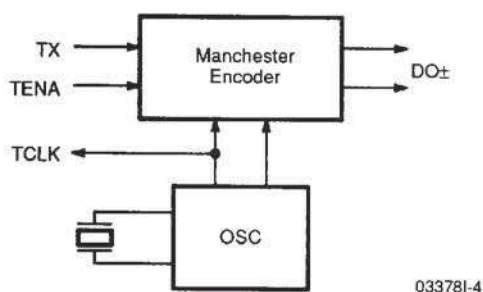 TX
Manchester
Encoder
DO±
TENA
TCLK
OSC
03378I-4